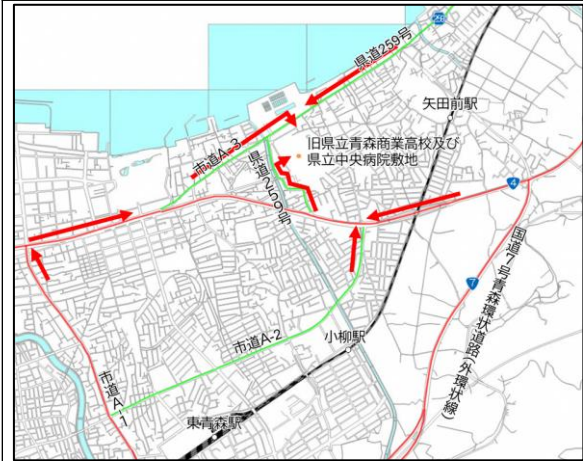 県道259号
矢田前駅
旧県立青森商業高校及び
県立中央病院敷地
市道A-3
県道259号
4
7
国道7号青森環状道路(外環状線)
小柳駅
市道A-2
市道A-1
東青森駅